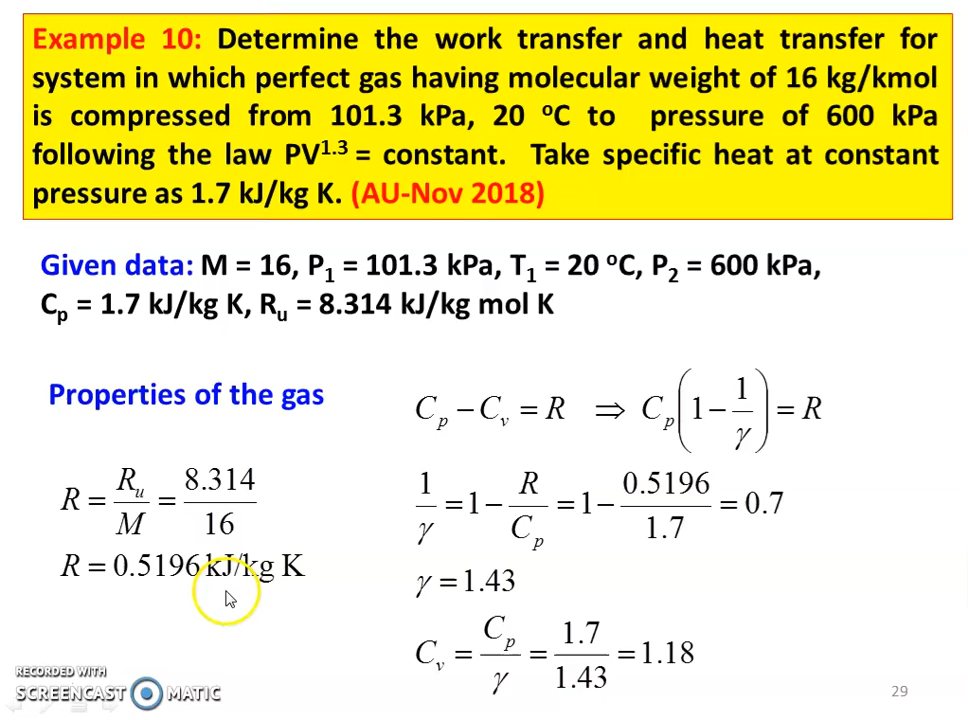 Example 10: Determine the work transfer and heat transfer for
system in which perfect gas having molecular weight of 16 kg/kmol
is compressed from 101.3 kPa, 20 ᵒC to pressure of 600 kPa
following the law PV¹·³ = constant. Take specific heat at constant
pressure as 1.7 kJ/kg K. (AU-Nov 2018)
Given data: M = 16, P₁ = 101.3 kPa, T₁ = 20 ᵒC, P₂ = 600 kPa,
Cₚ = 1.7 kJ/kg K, Rᵤ = 8.314 kJ/kg mol K
Properties of the gas
R = Rᵤ/M = 8.314/16
R = 0.5196 kJ/kg K
Cₚ − Cᵥ = R ⇒ Cₚ(1 − 1/γ) = R
1/γ = 1 − R/Cₚ = 1 − 0.5196/1.7 = 0.7
γ = 1.43
Cᵥ = Cₚ/γ = 1.7/1.43 = 1.18
RECORDED WITH
SCREENCAST MATIC
29